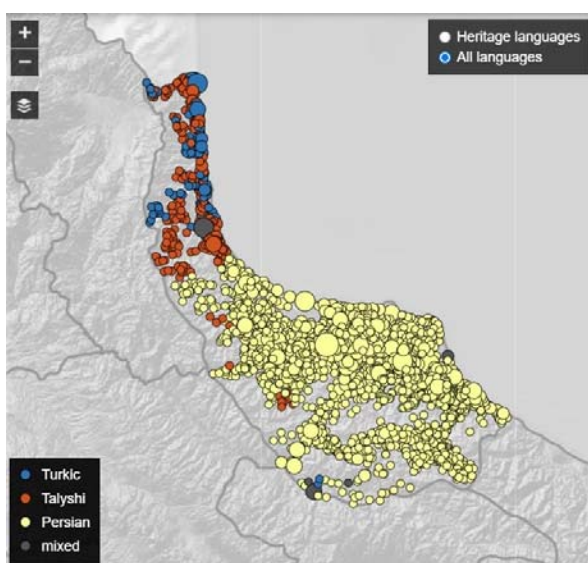 +
−
Heritage languages
All languages
Turkic
Talyshi
Persian
mixed